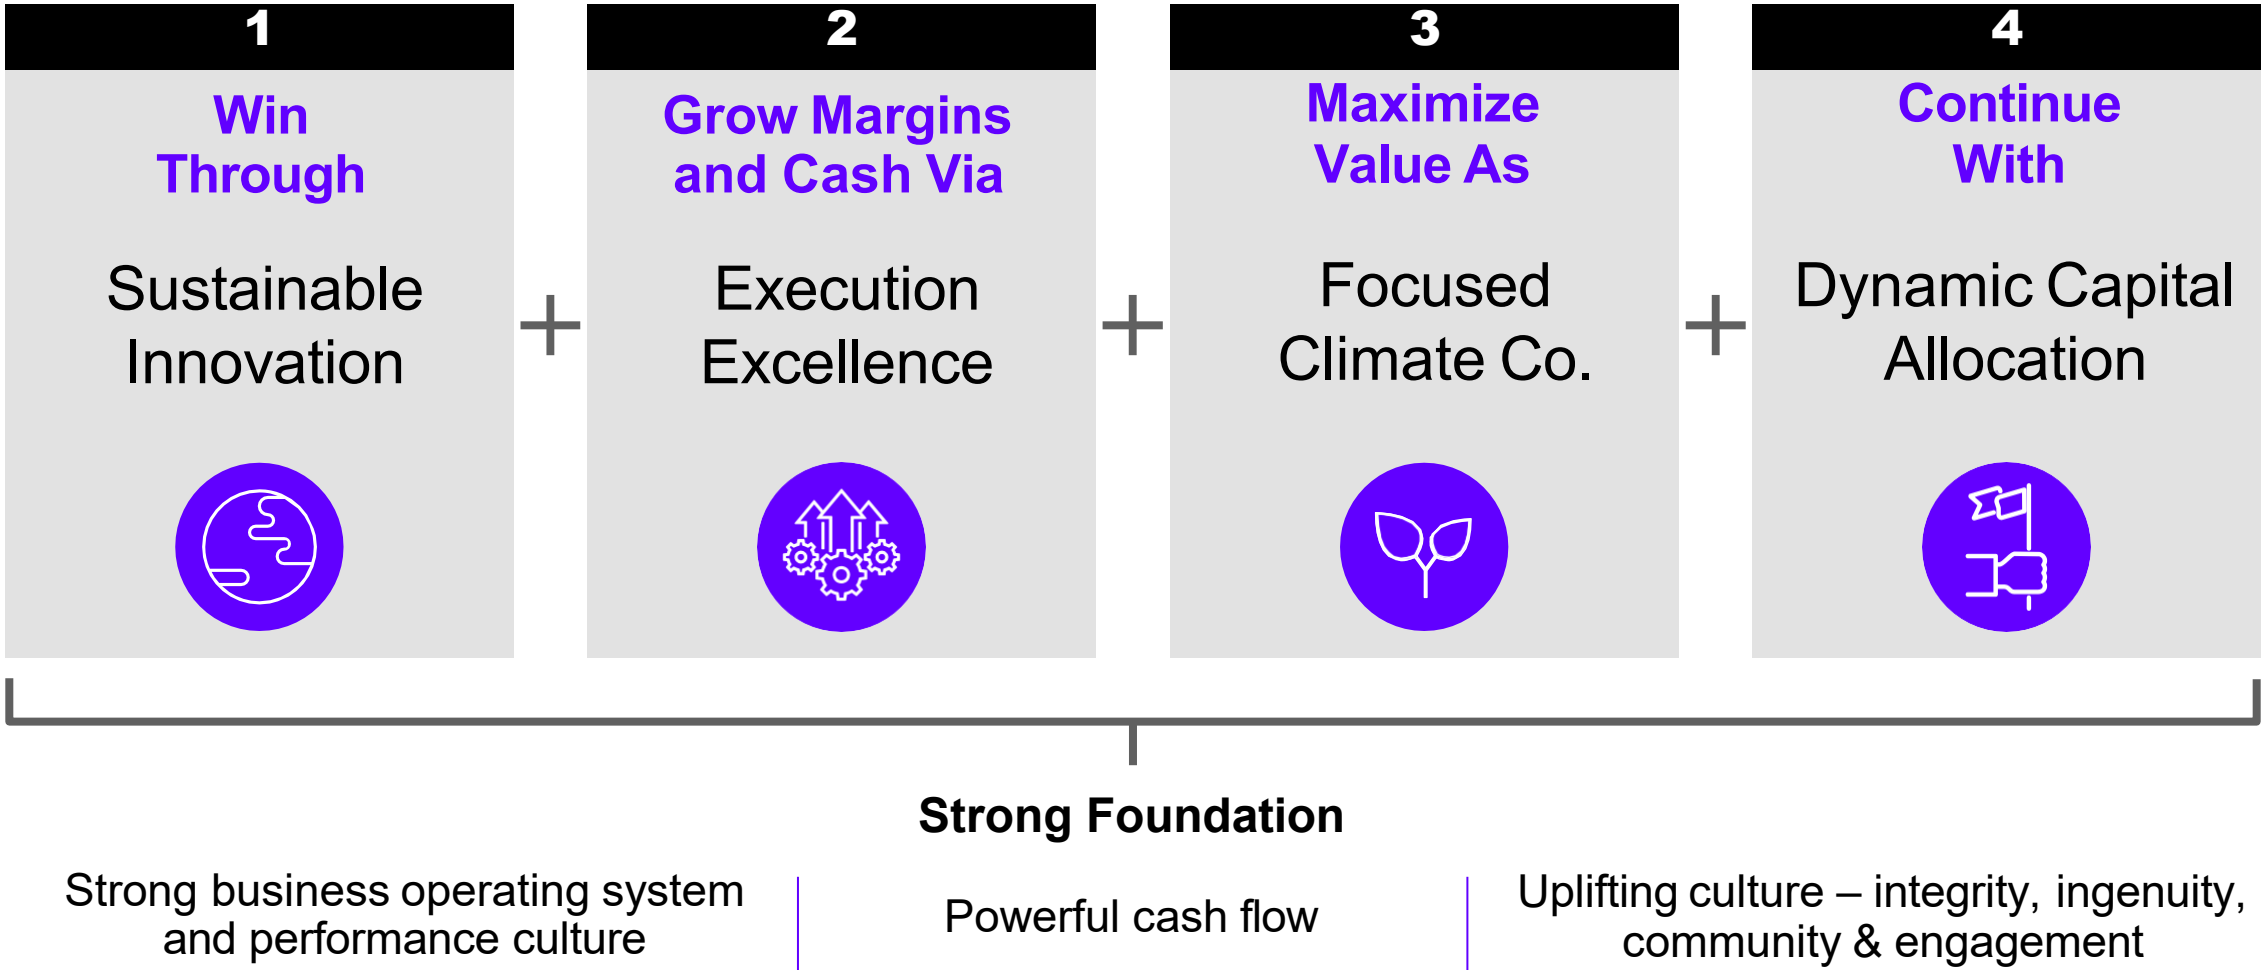 1
Win
Through
Sustainable
Innovation
2
Grow Margins
and Cash Via
Execution
Excellence
3
Maximize
Value As
Focused
Climate Co.
4
Continue
With
Dynamic Capital
Allocation
Strong Foundation
Strong business operating system
and performance culture
Powerful cash flow
Uplifting culture – integrity, ingenuity,
community & engagement